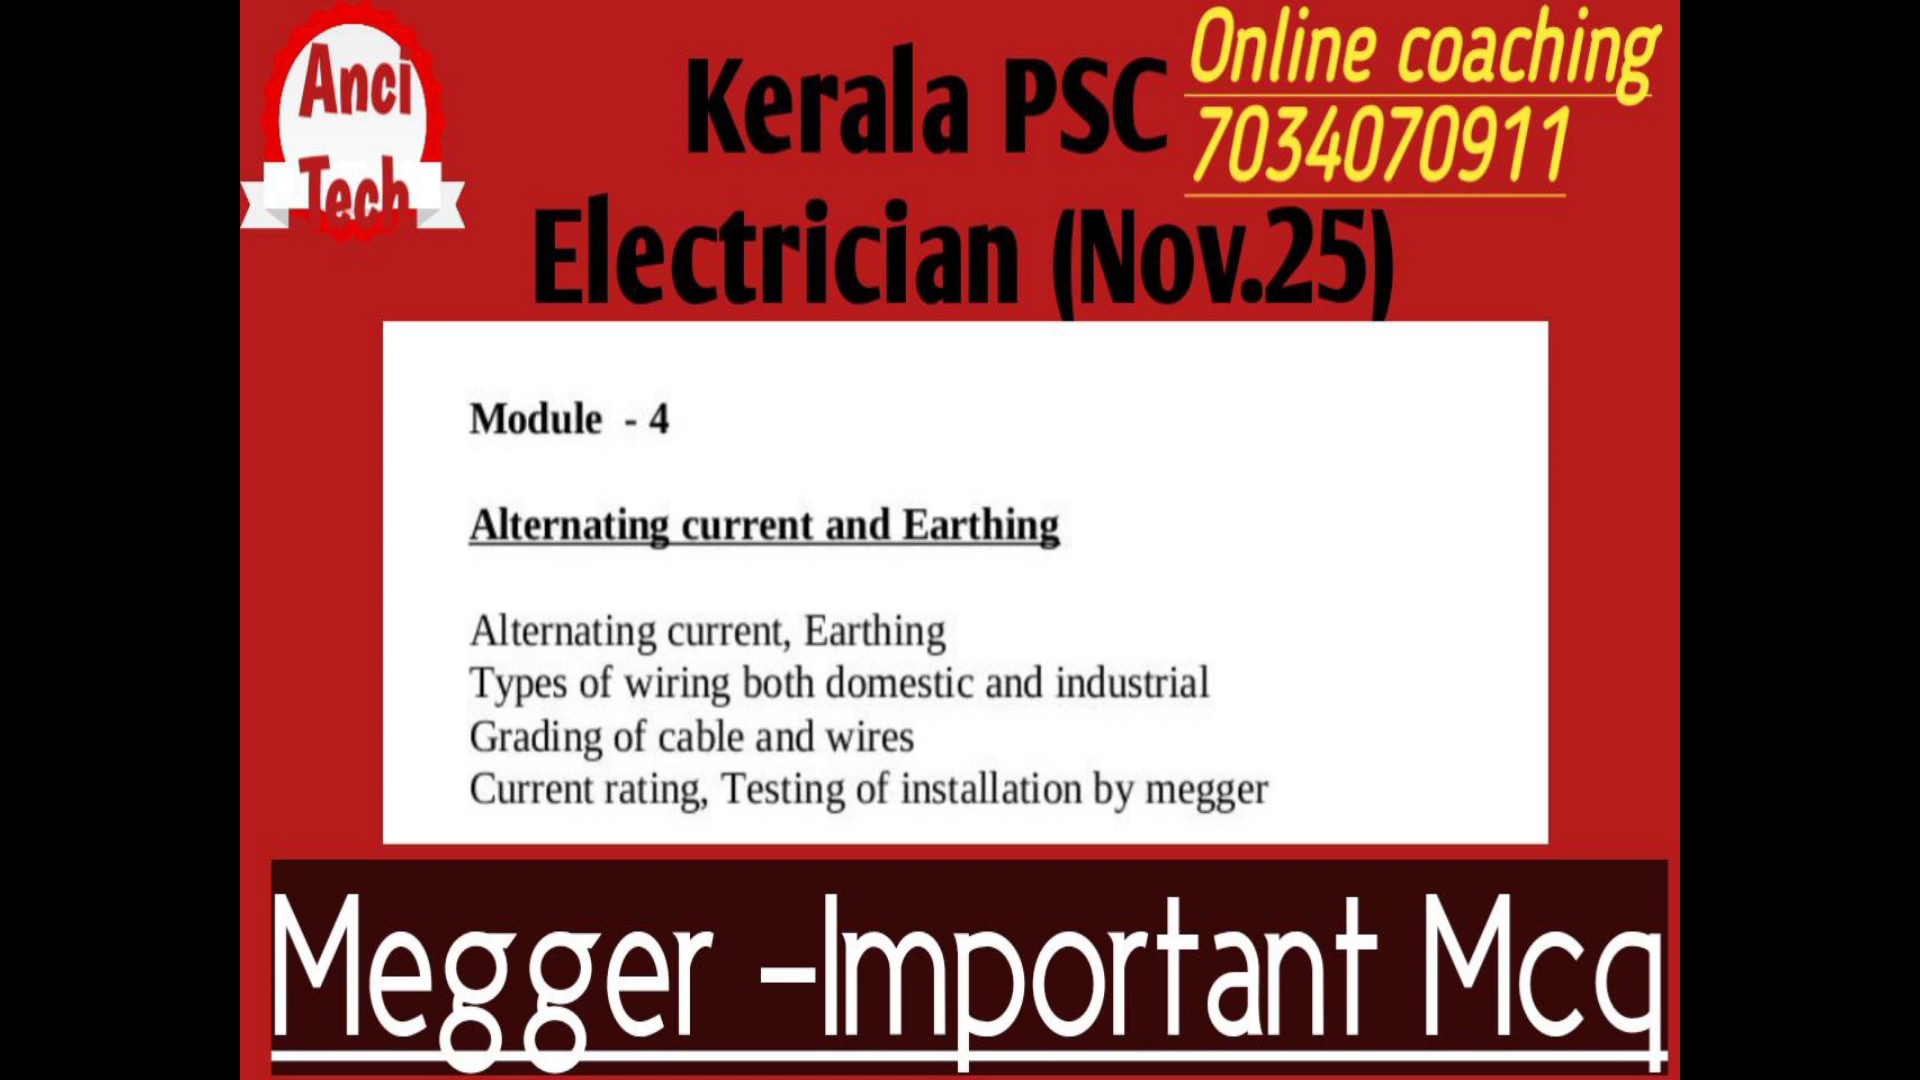 Anci
Tech
Kerala PSC
Online coaching
7034070911
Electrician (Nov.25)
Module - 4
Alternating current and Earthing
Alternating current, Earthing
Types of wiring both domestic and industrial
Grading of cable and wires
Current rating, Testing of installation by megger
Megger -Important Mcq